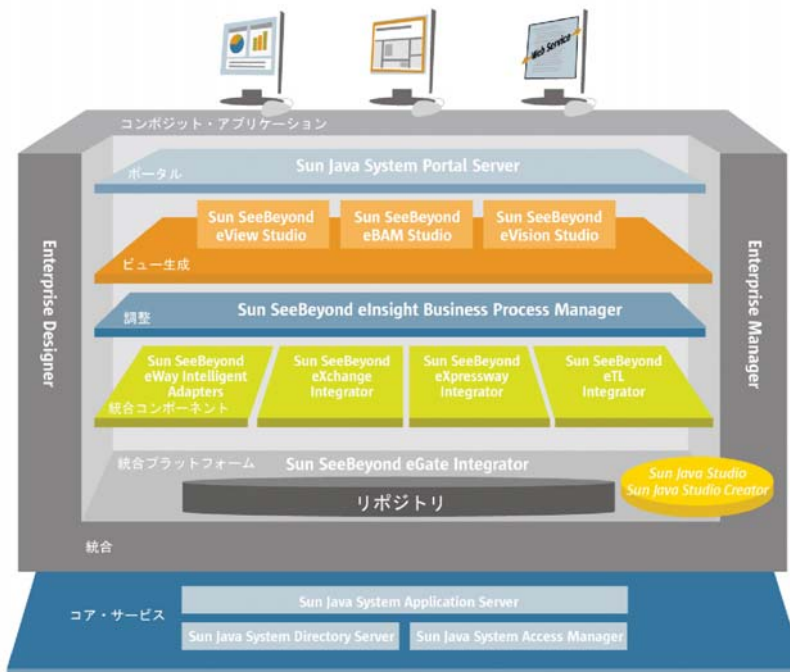 Web Service
コンポジット・アプリケーション
Sun Java System Portal Server
ポータル
Sun SeeBeyond
eView Studio
Sun SeeBeyond
eBAM Studio
Sun SeeBeyond
eVision Studio
ビュー生成
Enterprise Designer
Enterprise Manager
Sun SeeBeyond eInsight Business Process Manager
調整
Sun SeeBeyond
eWay Intelligent
Adapters
Sun SeeBeyond
eXchange
Integrator
Sun SeeBeyond
eXpressway
Integrator
Sun SeeBeyond
eTL
Integrator
統合コンポーネント
統合プラットフォーム
Sun SeeBeyond eGate Integrator
リポジトリ
Sun Java Studio
Sun Java Studio Creator
統合
コア・サービス
Sun Java System Application Server
Sun Java System Directory Server
Sun Java System Access Manager